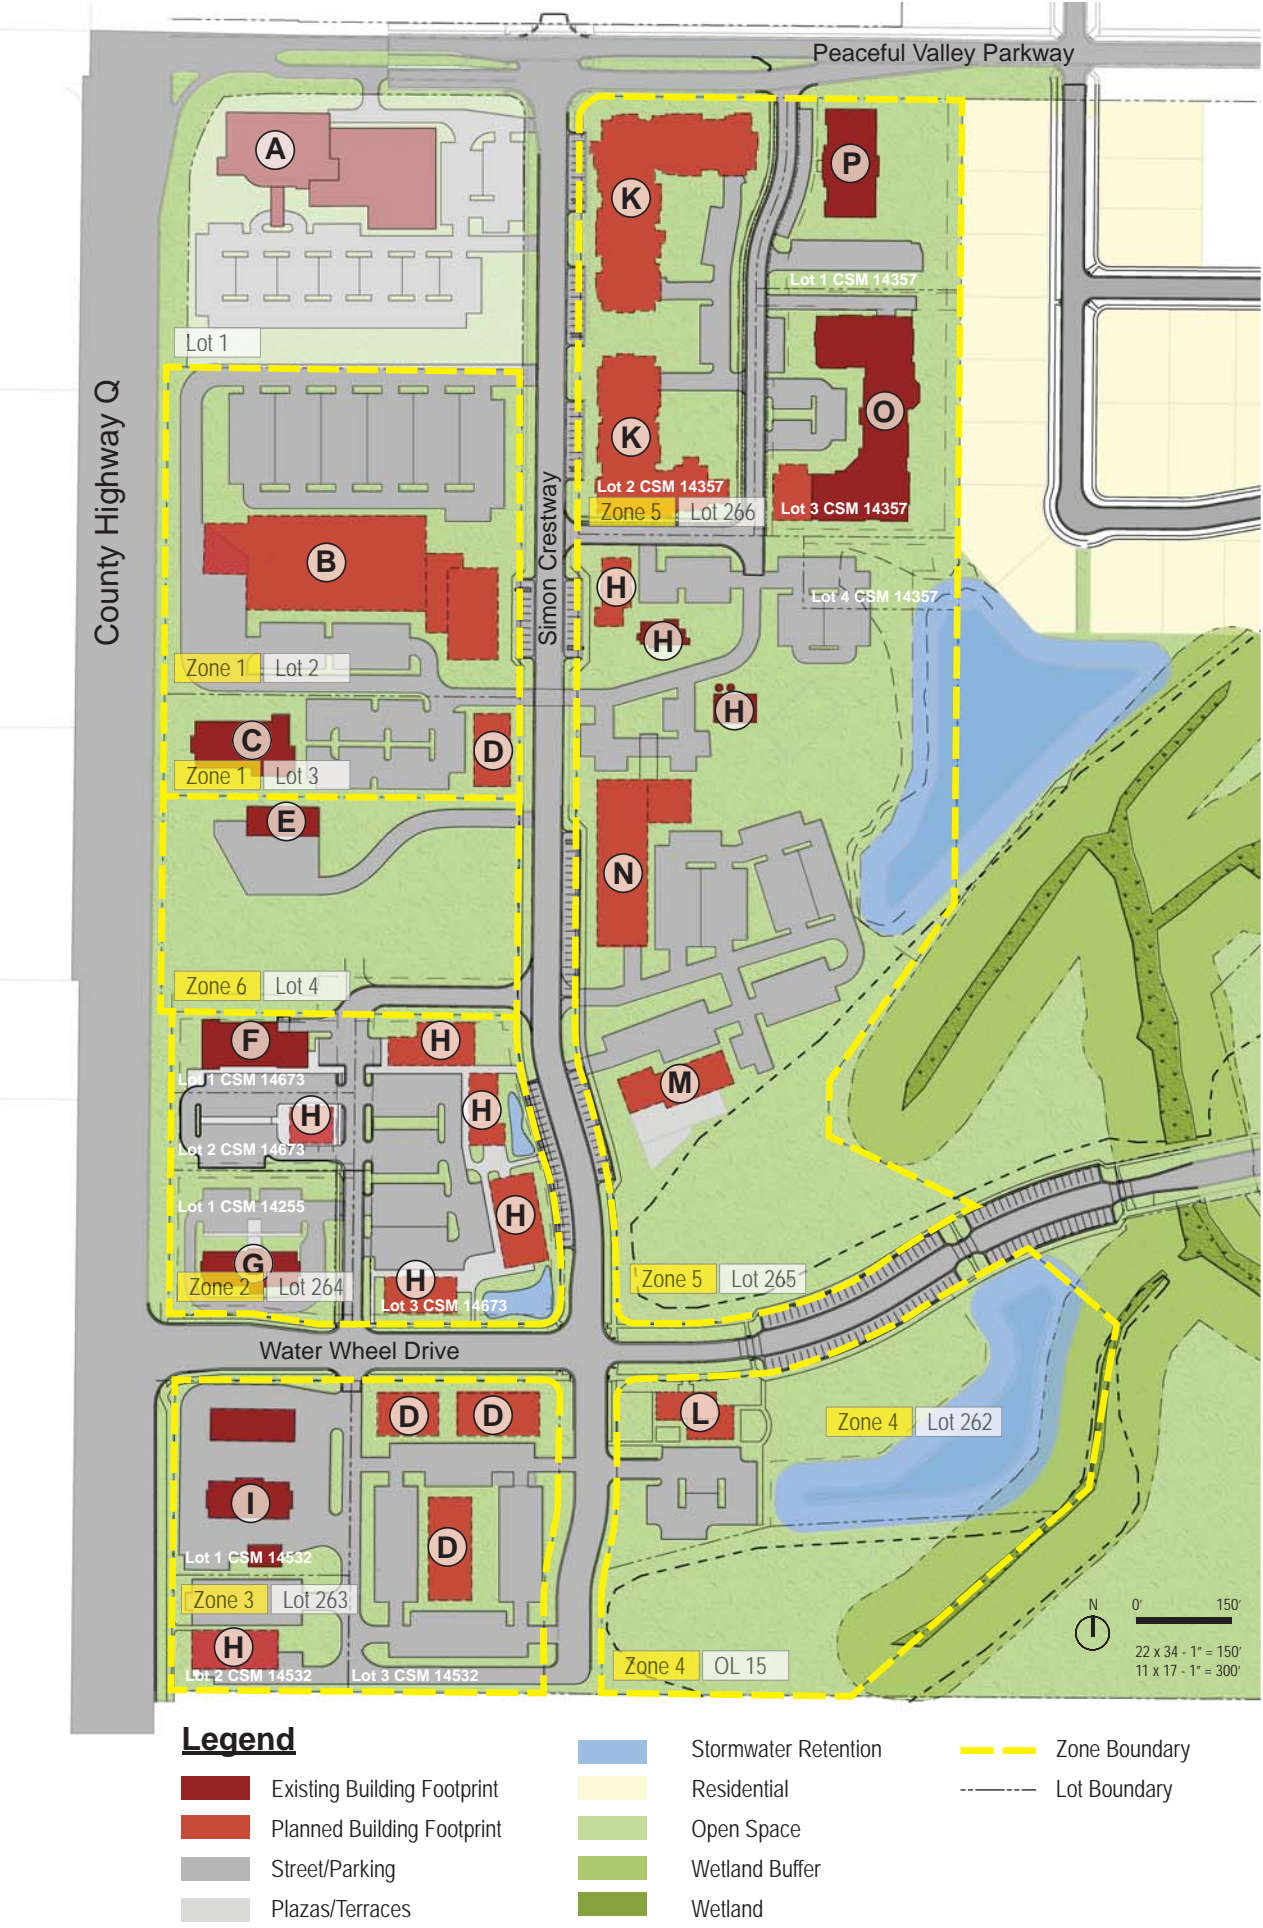 Peaceful Valley Parkway
A
P
K
Lot 1 CSM 14357
Lot 1
County Highway Q
Simon Crestway
K
O
Lot 2 CSM 14357
Zone 5 Lot 266
Lot 3 CSM 14357
B
H
Lot 4 CSM 14357
H
Zone 1 Lot 2
H
C
D
Zone 1 Lot 3
E
N
Zone 6 Lot 4
F
H
Lot 1 CSM 14673
M
H
H
Lot 2 CSM 14673
Lot 1 CSM 14255
H
G
Zone 2 Lot 264
H
Lot 3 CSM 14673
Zone 5 Lot 265
Water Wheel Drive
D
D
L
Zone 4 Lot 262
I
D
Lot 1 CSM 14532
Zone 3 Lot 263
H
Lot 2 CSM 14532
Lot 3 CSM 14532
Zone 4 OL 15
N
0' 150'
22 x 34 - 1" = 150'
11 x 17 - 1" = 300'
Legend
Existing Building Footprint
Planned Building Footprint
Street/Parking
Plazas/Terraces
Stormwater Retention
Residential
Open Space
Wetland Buffer
Wetland
Zone Boundary
Lot Boundary